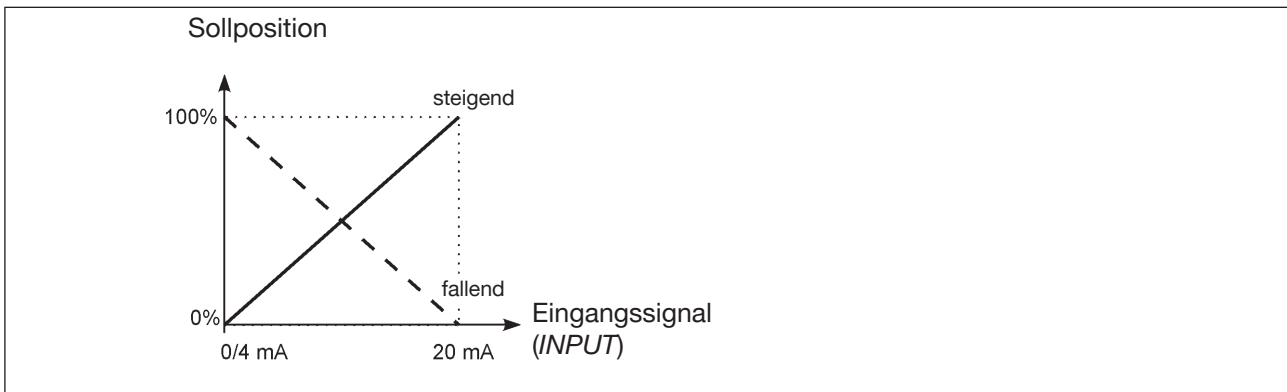 Sollposition
steigend
100%
fallend
0%
Eingangssignal
(INPUT)
0/4 mA
20 mA